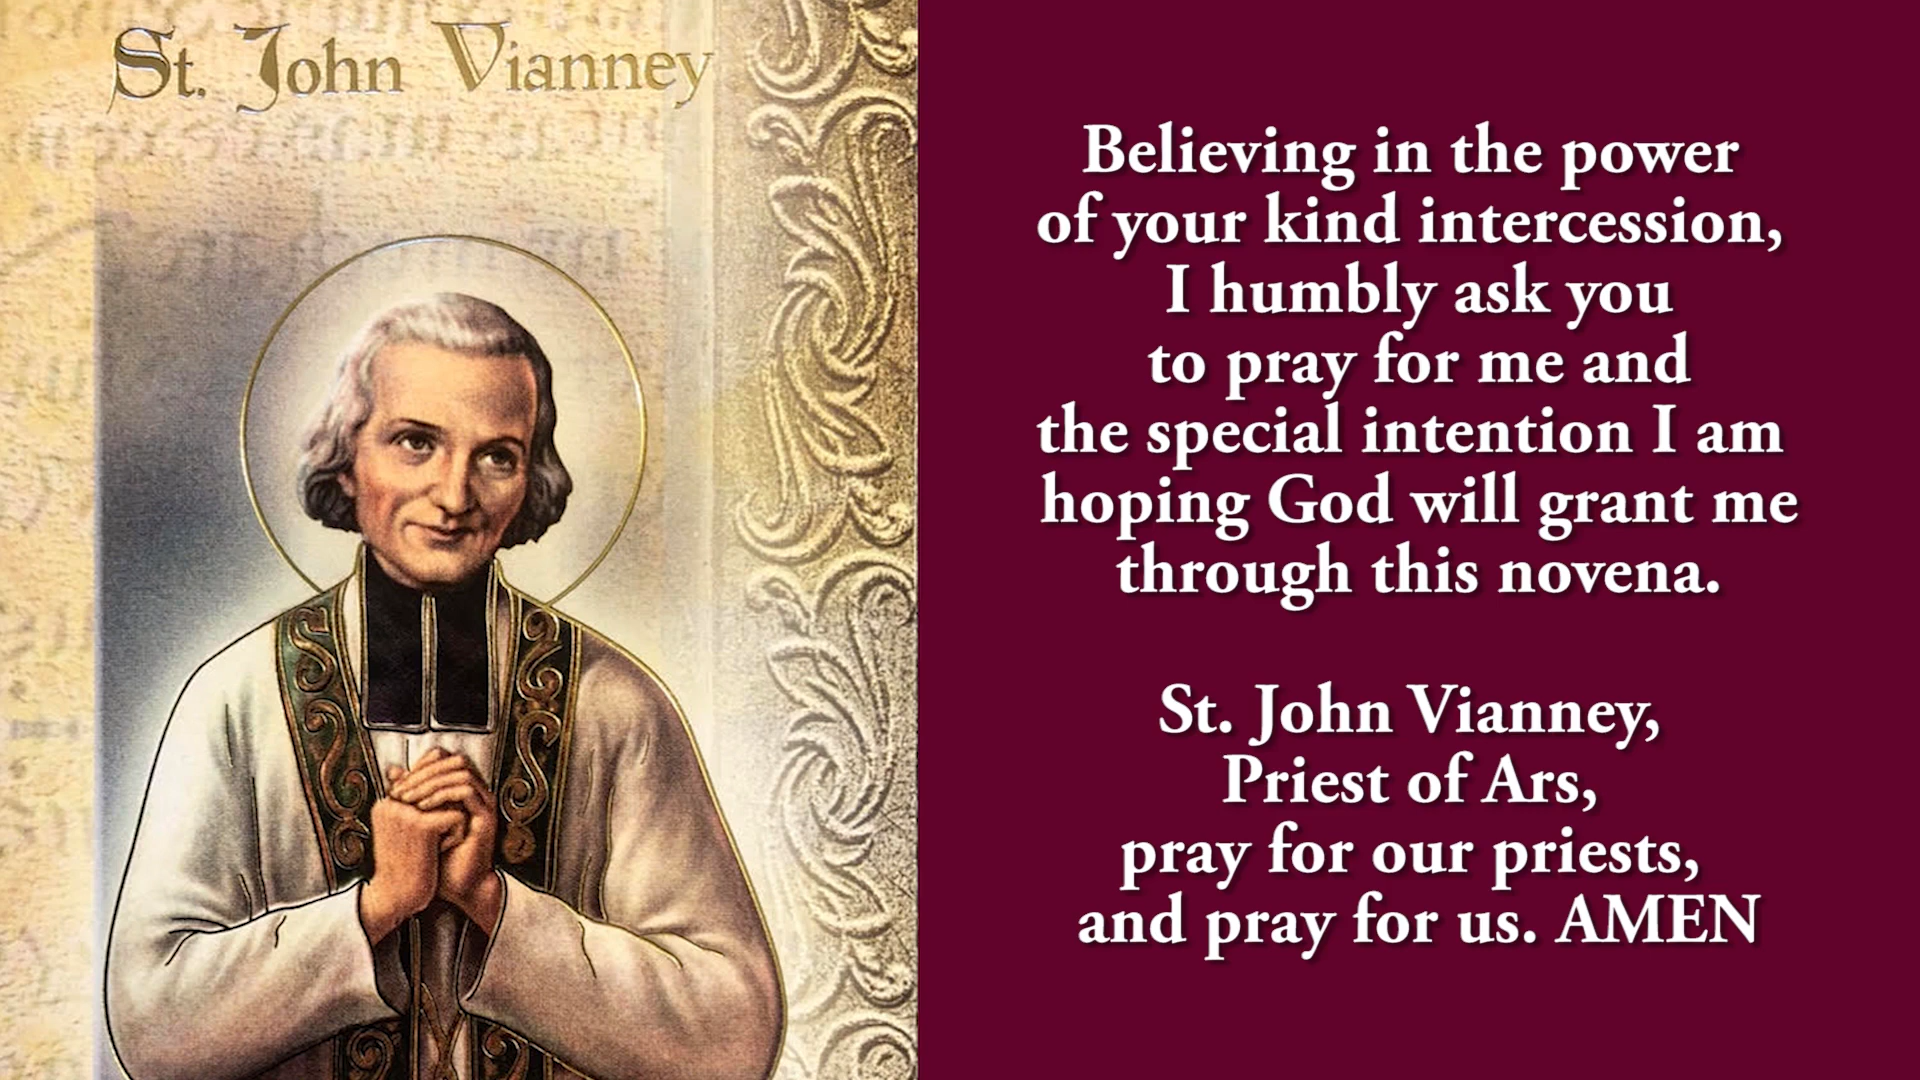 St. John Vianney
Believing in the power
of your kind intercession,
I humbly ask you
to pray for me and
the special intention I am
hoping God will grant me
through this novena.
St. John Vianney,
Priest of Ars,
pray for our priests,
and pray for us. AMEN